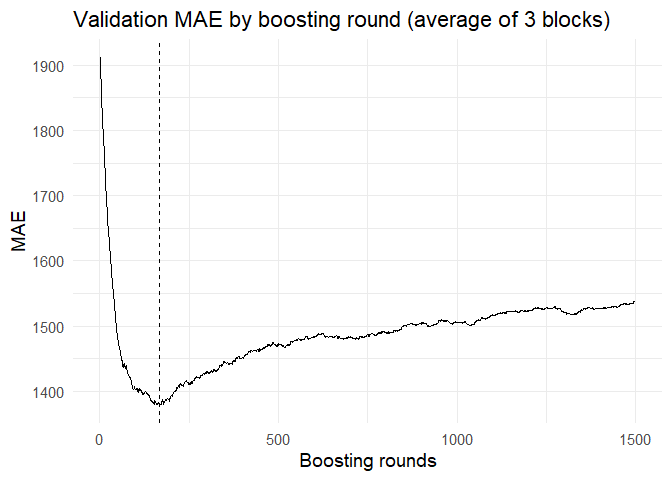 Validation MAE by boosting round (average of 3 blocks)
MAE
1900
1800
1700
1600
1500
1400
0 500 1000 1500
Boosting rounds